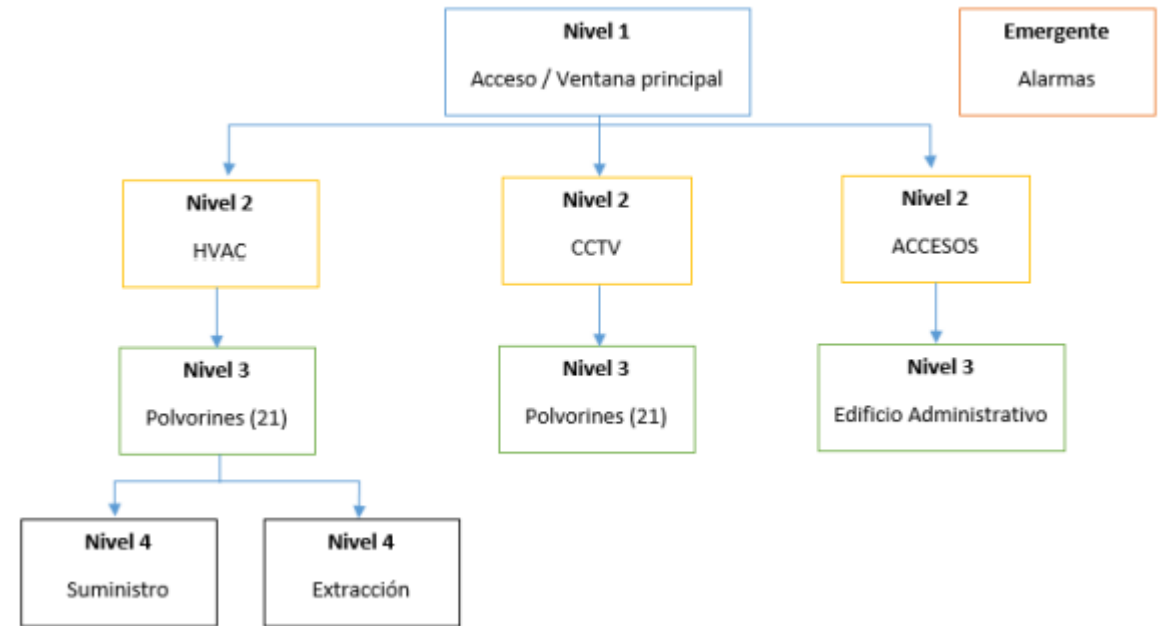 Nivel 1
Acceso / Ventana principal
Emergente
Alarmas
Nivel 2
HVAC
Nivel 2
CCTV
Nivel 2
ACCESOS
Nivel 3
Polvorines (21)
Nivel 3
Polvorines (21)
Nivel 3
Edificio Administrativo
Nivel 4
Suministro
Nivel 4
Extracción